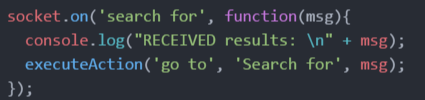 socket.on('search for', function(msg){
  console.log("RECEIVED results: \n" + msg);
  executeAction('go to', 'Search for', msg);
});